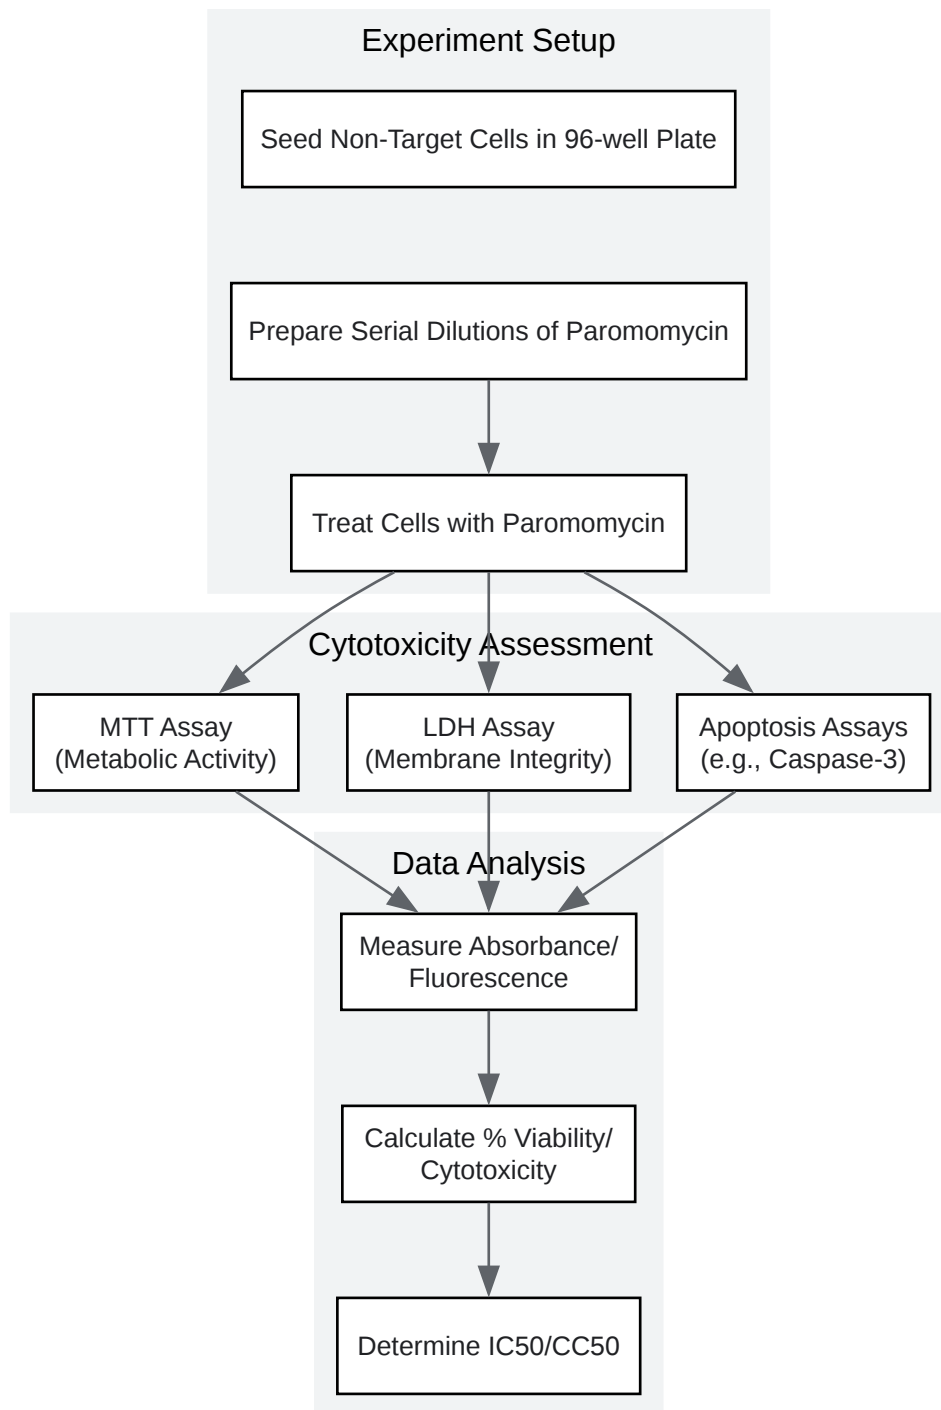 Experiment Setup
Seed Non-Target Cells in 96-well Plate
Prepare Serial Dilutions of Paromomycin
Treat Cells with Paromomycin
Cytotoxicity Assessment
MTT Assay
(Metabolic Activity)
LDH Assay
(Membrane Integrity)
Apoptosis Assays
(e.g., Caspase-3)
Data Analysis
Measure Absorbance/
Fluorescence
Calculate % Viability/
Cytotoxicity
Determine IC50/CC50